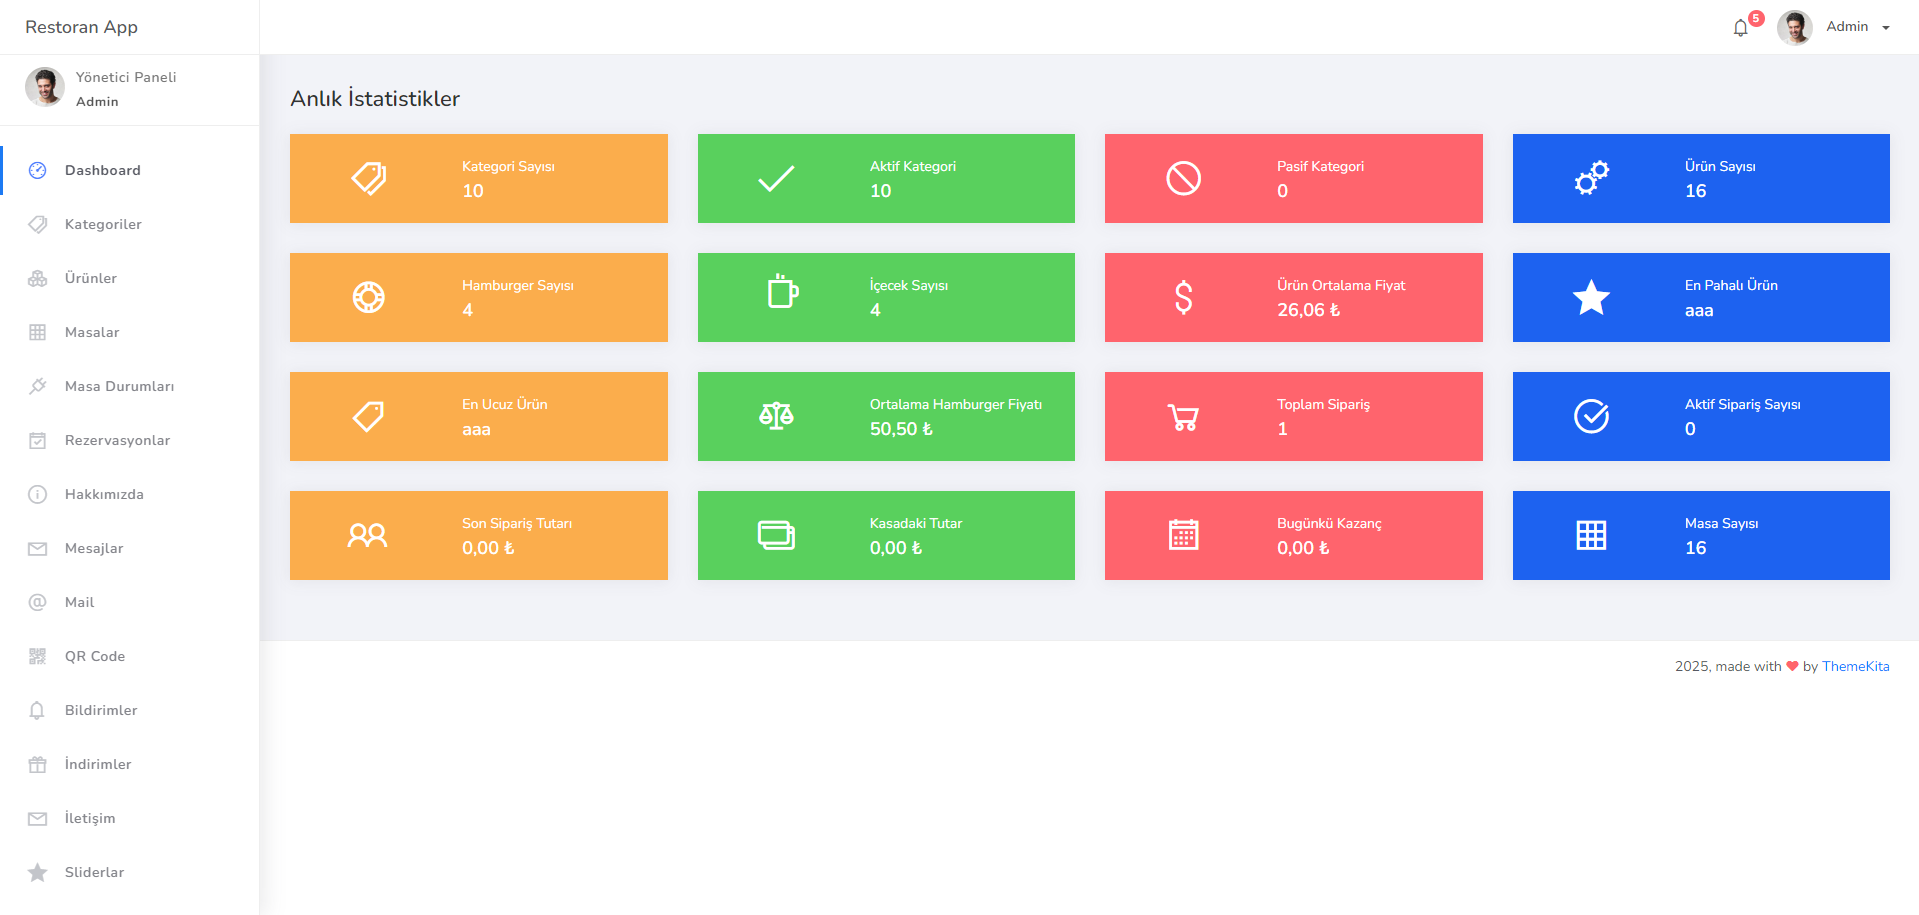 Restoran App
5
Admin
Yönetici Paneli
Admin
Dashboard
Kategoriler
Ürünler
Masalar
Masa Durumları
Rezervasyonlar
Hakkımızda
Mesajlar
Mail
QR Code
Bildirimler
İndirimler
İletişim
Sliderlar
Anlık İstatistikler
Kategori Sayısı
10
Aktif Kategori
10
Pasif Kategori
0
Ürün Sayısı
16
Hamburger Sayısı
4
İçecek Sayısı
4
Ürün Ortalama Fiyat
26,06 ₺
En Pahalı Ürün
aaa
En Ucuz Ürün
aaa
Ortalama Hamburger Fiyatı
50,50 ₺
Toplam Sipariş
1
Aktif Sipariş Sayısı
0
Son Sipariş Tutarı
0,00 ₺
Kasadaki Tutar
0,00 ₺
Bugünkü Kazanç
0,00 ₺
Masa Sayısı
16
2025, made with ❤ by ThemeKita